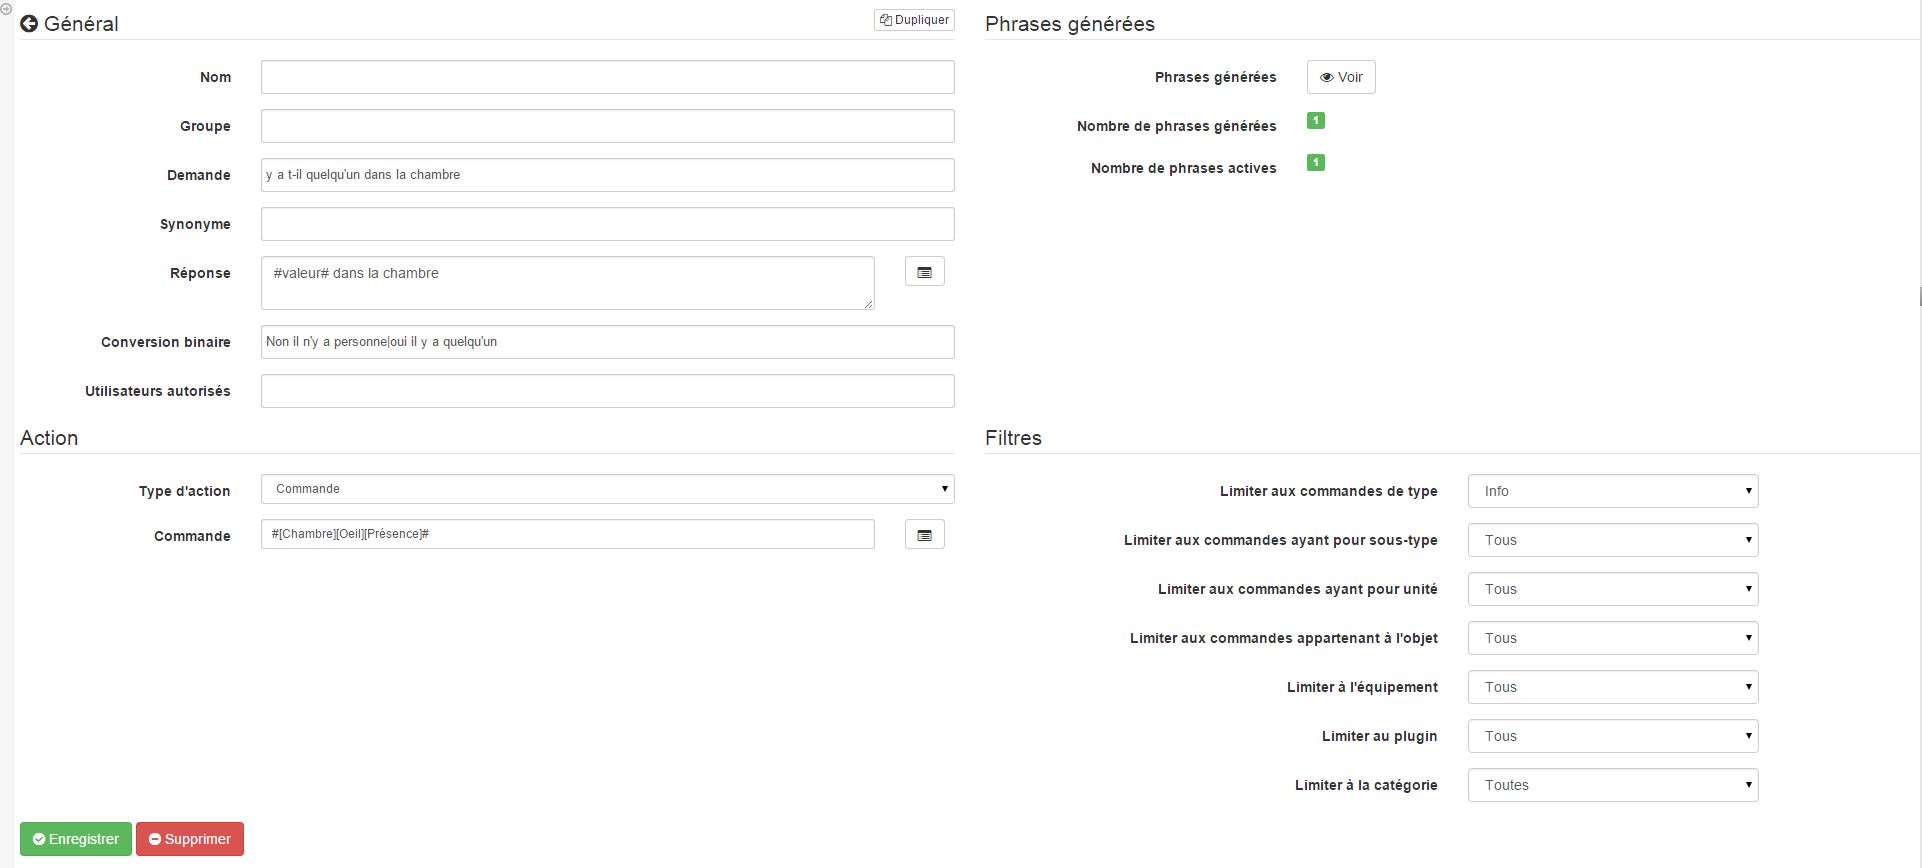 Général
Dupliquer
Nom
Groupe
Demande y a t-il quelqu'un dans la chambre
Synonyme
Réponse #valeur# dans la chambre
Conversion binaire Non il n'y a personne|oui il y a quelqu'un
Utilisateurs autorisés
Phrases générées
Phrases générées Voir
Nombre de phrases générées 1
Nombre de phrases actives 1
Action
Type d'action Commande
Commande #[Chambre][Oeil][Présence]#
Filtres
Limiter aux commandes de type Info
Limiter aux commandes ayant pour sous-type Tous
Limiter aux commandes ayant pour unité Tous
Limiter aux commandes appartenant à l'objet Tous
Limiter à l'équipement Tous
Limiter au plugin Tous
Limiter à la catégorie Toutes
Enregistrer Supprimer